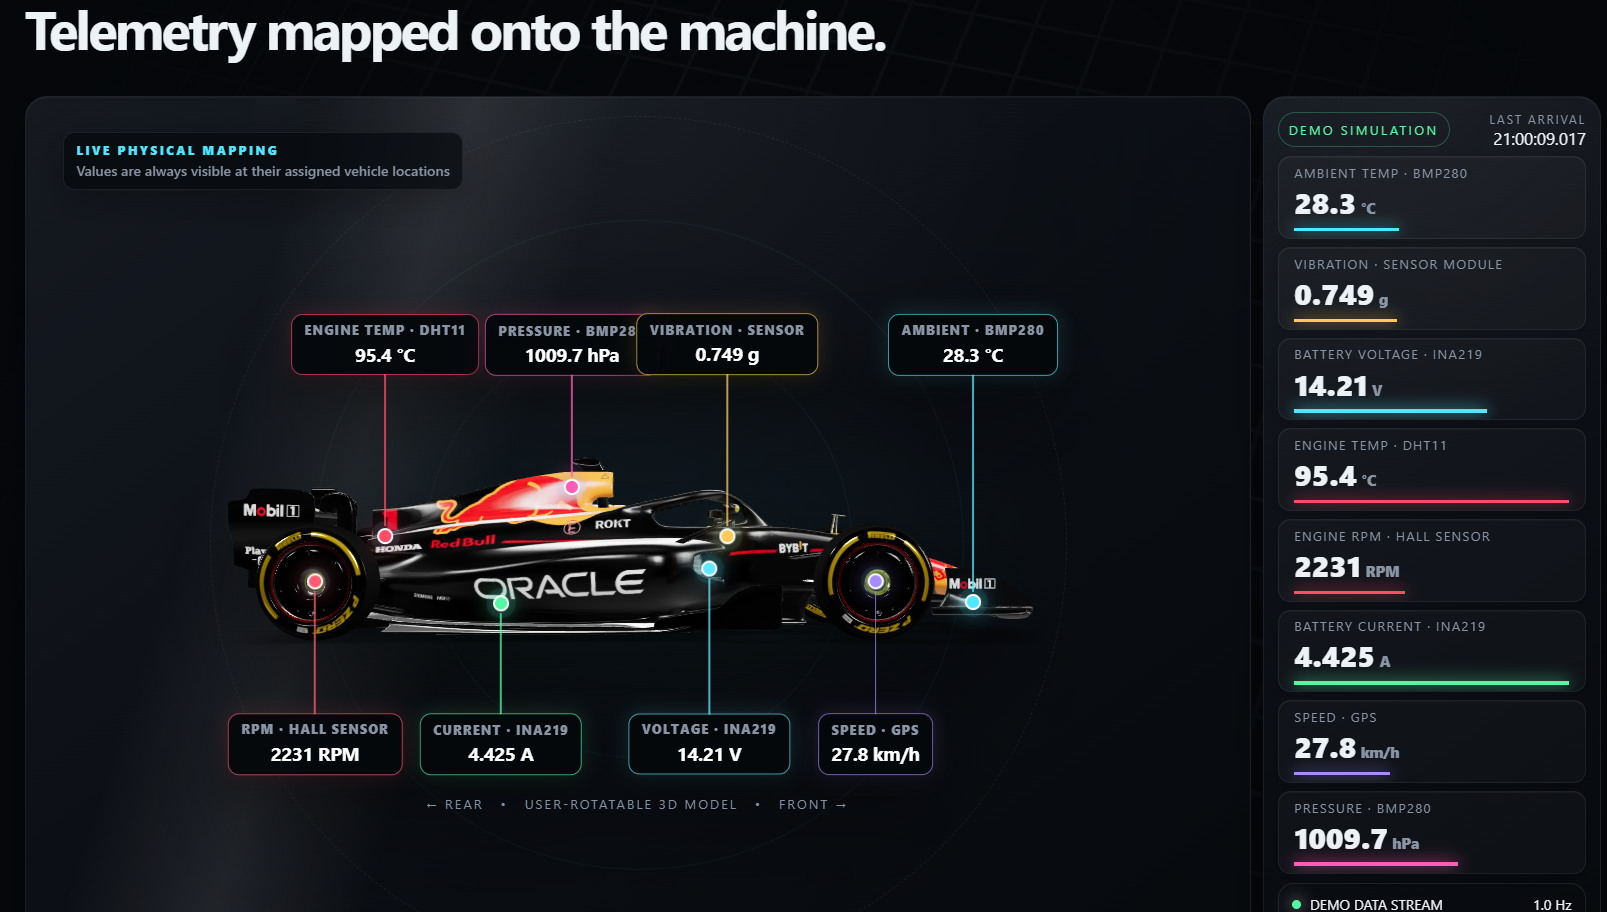 Telemetry mapped onto the machine.
LIVE PHYSICAL MAPPING
Values are always visible at their assigned vehicle locations
ENGINE TEMP · DHT11
95.4 °C
PRESSURE · BMP28
1009.7 hPa
VIBRATION · SENSOR
0.749 g
AMBIENT · BMP280
28.3 °C
Mobil 1
HONDA
Red Bull
ROKT
BYBIT
ORACLE
Mobil 1
P ZERO
P ZERO
RPM · HALL SENSOR
2231 RPM
CURRENT · INA219
4.425 A
VOLTAGE · INA219
14.21 V
SPEED · GPS
27.8 km/h
← REAR • USER-ROTATABLE 3D MODEL • FRONT →
DEMO SIMULATION
LAST ARRIVAL
21:00:09.017
AMBIENT TEMP · BMP280
28.3 °C
VIBRATION · SENSOR MODULE
0.749 g
BATTERY VOLTAGE · INA219
14.21 V
ENGINE TEMP · DHT11
95.4 °C
ENGINE RPM · HALL SENSOR
2231 RPM
BATTERY CURRENT · INA219
4.425 A
SPEED · GPS
27.8 km/h
PRESSURE · BMP280
1009.7 hPa
DEMO DATA STREAM 1.0 Hz